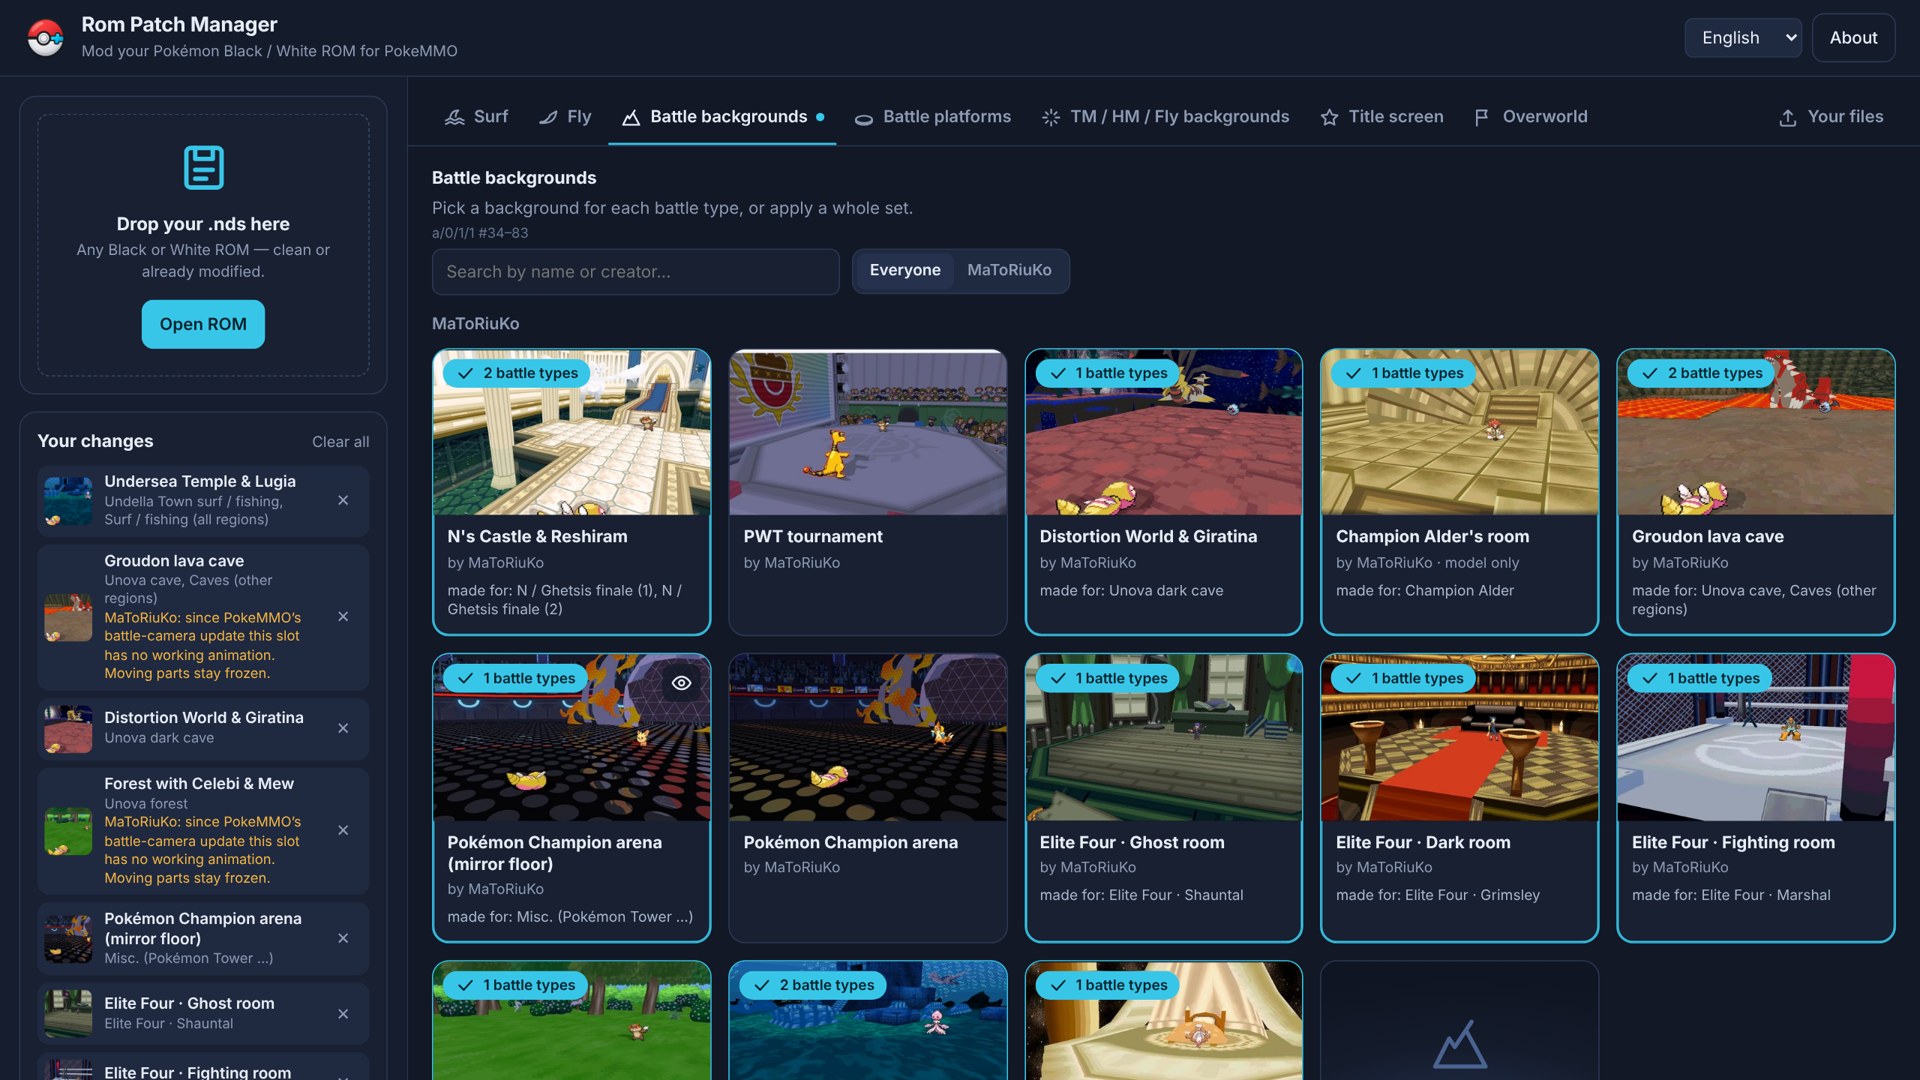 Rom Patch Manager
Mod your Pokémon Black / White ROM for PokeMMO
English
About
Drop your .nds here
Any Black or White ROM — clean or
already modified.
Open ROM
Your changes
Clear all
Undersea Temple & Lugia
Undella Town surf / fishing,
Surf / fishing (all regions)
Groudon lava cave
Unova cave, Caves (other
regions)
MaToRiuKo: since PokeMMO’s
battle-camera update this slot
has no working animation.
Moving parts stay frozen.
Distortion World & Giratina
Unova dark cave
Forest with Celebi & Mew
Unova forest
MaToRiuKo: since PokeMMO’s
battle-camera update this slot
has no working animation.
Moving parts stay frozen.
Pokémon Champion arena
(mirror floor)
Misc. (Pokémon Tower ...)
Elite Four · Ghost room
Elite Four · Shauntal
Elite Four · Fighting room
Surf
Fly
Battle backgrounds
Battle platforms
TM / HM / Fly backgrounds
Title screen
Overworld
Your files
Battle backgrounds
Pick a background for each battle type, or apply a whole set.
a/0/1/1 #34–83
Search by name or creator...
Everyone
MaToRiuKo
MaToRiuKo
2 battle types
N's Castle & Reshiram
by MaToRiuKo
made for: N / Ghetsis finale (1), N /
Ghetsis finale (2)
PWT tournament
by MaToRiuKo
1 battle types
Distortion World & Giratina
by MaToRiuKo
made for: Unova dark cave
1 battle types
Champion Alder's room
by MaToRiuKo · model only
made for: Champion Alder
2 battle types
Groudon lava cave
by MaToRiuKo
made for: Unova cave, Caves (other
regions)
1 battle types
Pokémon Champion arena
(mirror floor)
by MaToRiuKo
made for: Misc. (Pokémon Tower ...)
Pokémon Champion arena
by MaToRiuKo
1 battle types
Elite Four · Ghost room
by MaToRiuKo
made for: Elite Four · Shauntal
1 battle types
Elite Four · Dark room
by MaToRiuKo
made for: Elite Four · Grimsley
1 battle types
Elite Four · Fighting room
by MaToRiuKo
made for: Elite Four · Marshal
1 battle types
2 battle types
1 battle types